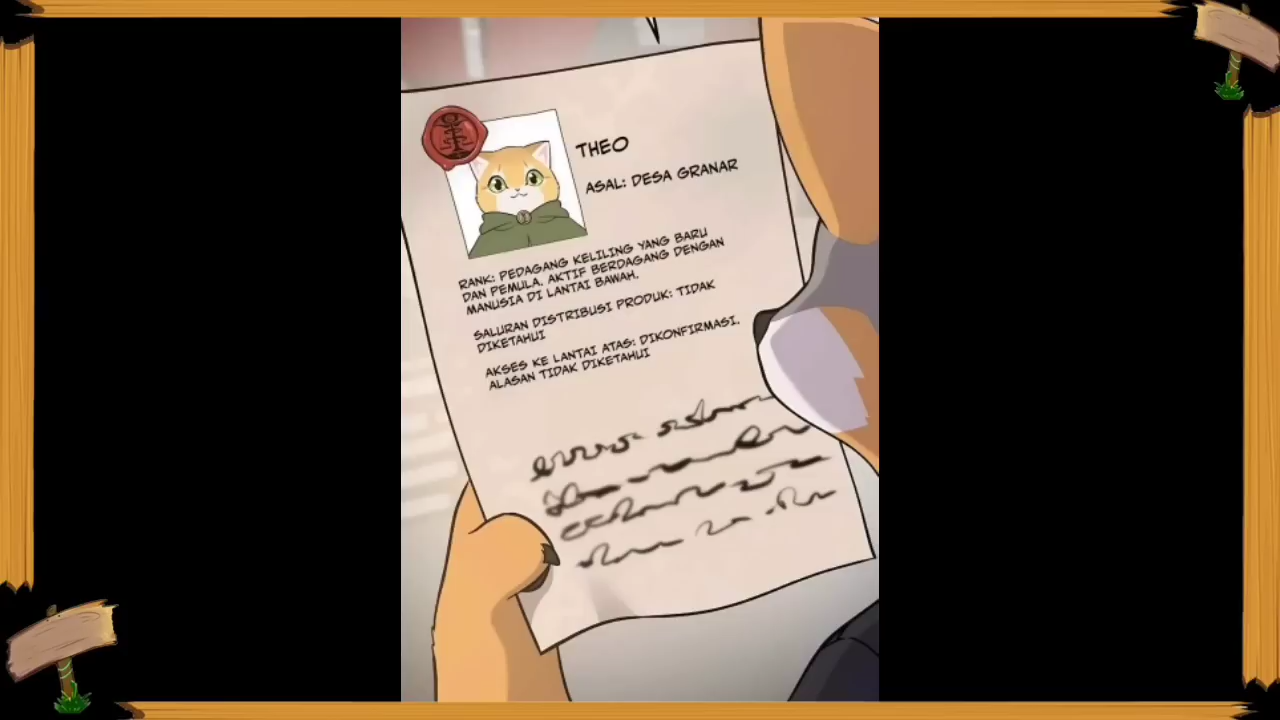 THEO
ASAL: DESA GRANAR
RANK: PEDAGANG KELILING YANG BARU
DAN PEMULA. AKTIF BERDAGANG DENGAN
MANUSIA DI LANTAI BAWAH.
SALURAN DISTRIBUSI PRODUK: TIDAK
DIKETAHUI
AKSES KE LANTAI ATAS: DIKONFIRMASI.
ALASAN TIDAK DIKETAHUI